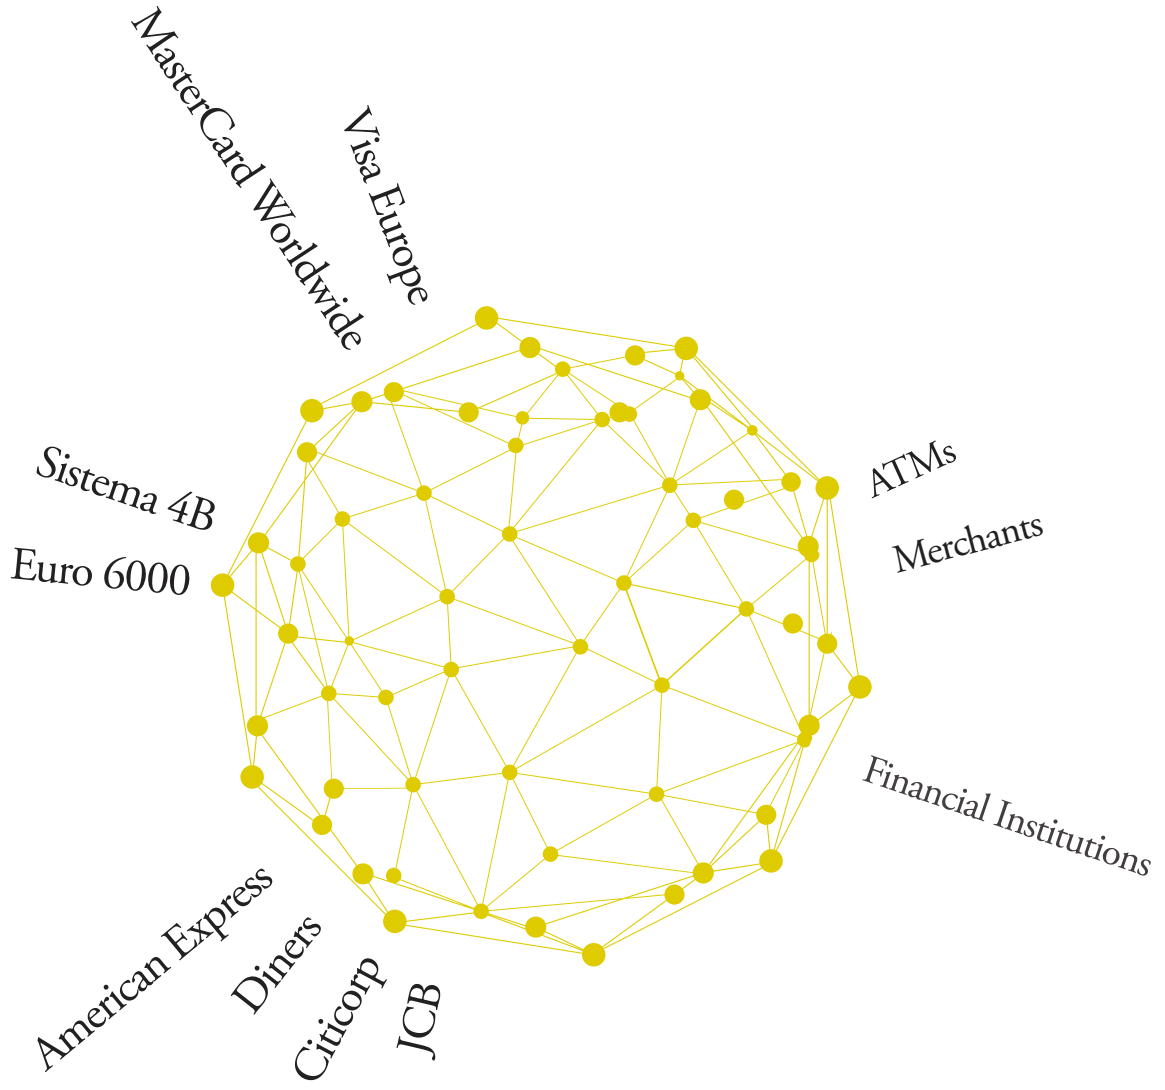 MasterCard Worldwide
Visa Europe
Sistema 4B
Euro 6000
ATMs
Merchants
Financial Institutions
American Express
Diners
Citicorp
JCB